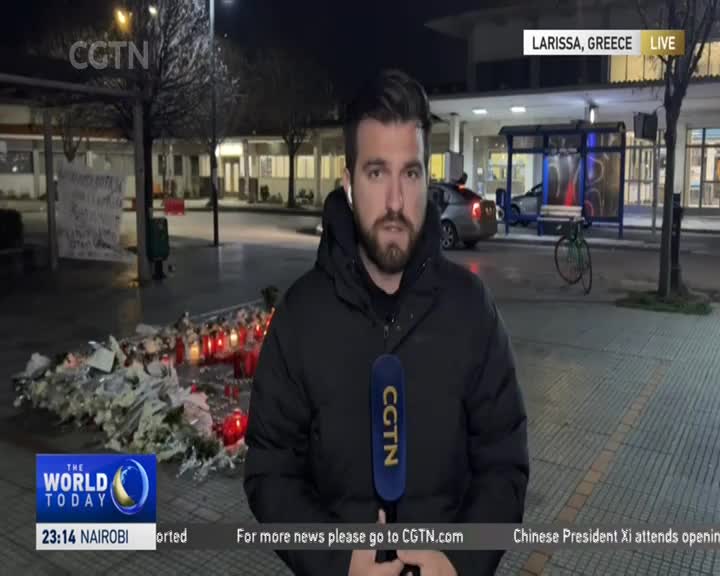 CGTN
LARISSA, GREECE LIVE
CGTN
THE
WORLD
TODAY
23:14 NAIROBI
orted For more news please go to CGTN.com Chinese President Xi attends openin